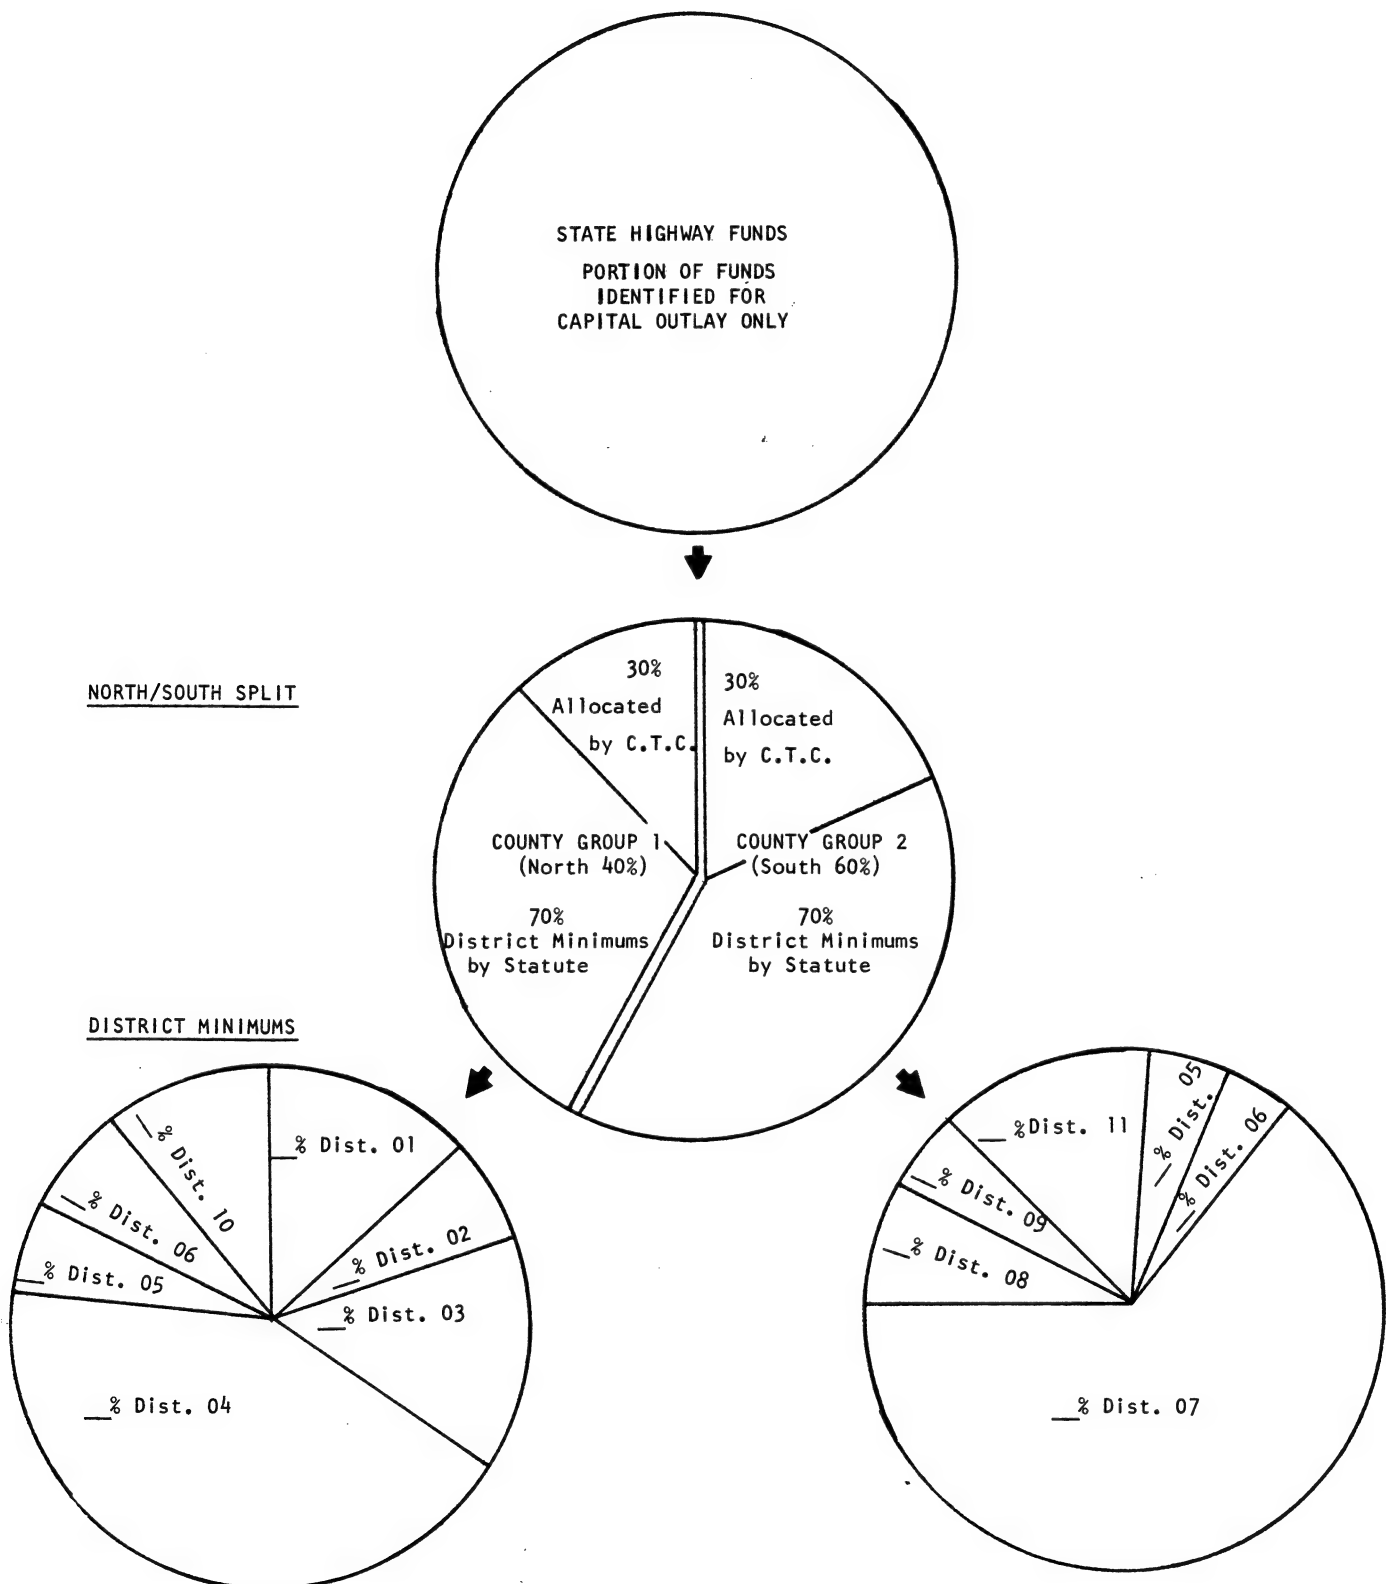 STATE HIGHWAY FUNDS
PORTION OF FUNDS
IDENTIFIED FOR
CAPITAL OUTLAY ONLY
NORTH/SOUTH SPLIT
30%
Allocated
by C.T.C.
30%
Allocated
by C.T.C.
COUNTY GROUP 1
(North 40%)
COUNTY GROUP 2
(South 60%)
70%
District Minimums
by Statute
70%
District Minimums
by Statute
DISTRICT MINIMUMS
__% Dist. 01
__% Dist. 02
__% Dist. 03
__% Dist. 04
__% Dist. 05
__% Dist. 06
__% Dist. 10
__% Dist. 11
__% Dist. 05
__% Dist. 06
__% Dist. 07
__% Dist. 08
__% Dist. 09